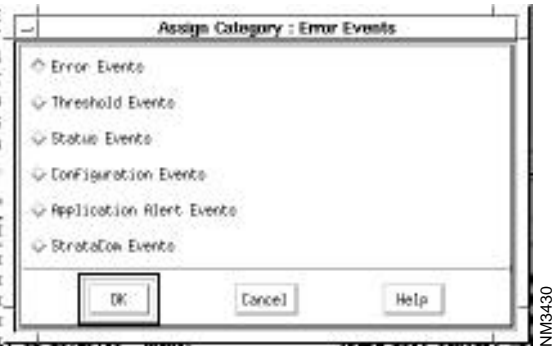 Assign Category : Error Events
Error Events
Threshold Events
Status Events
Configuration Events
Application Alert Events
StrataCom Events
OK
Cancel
Help
NM3430